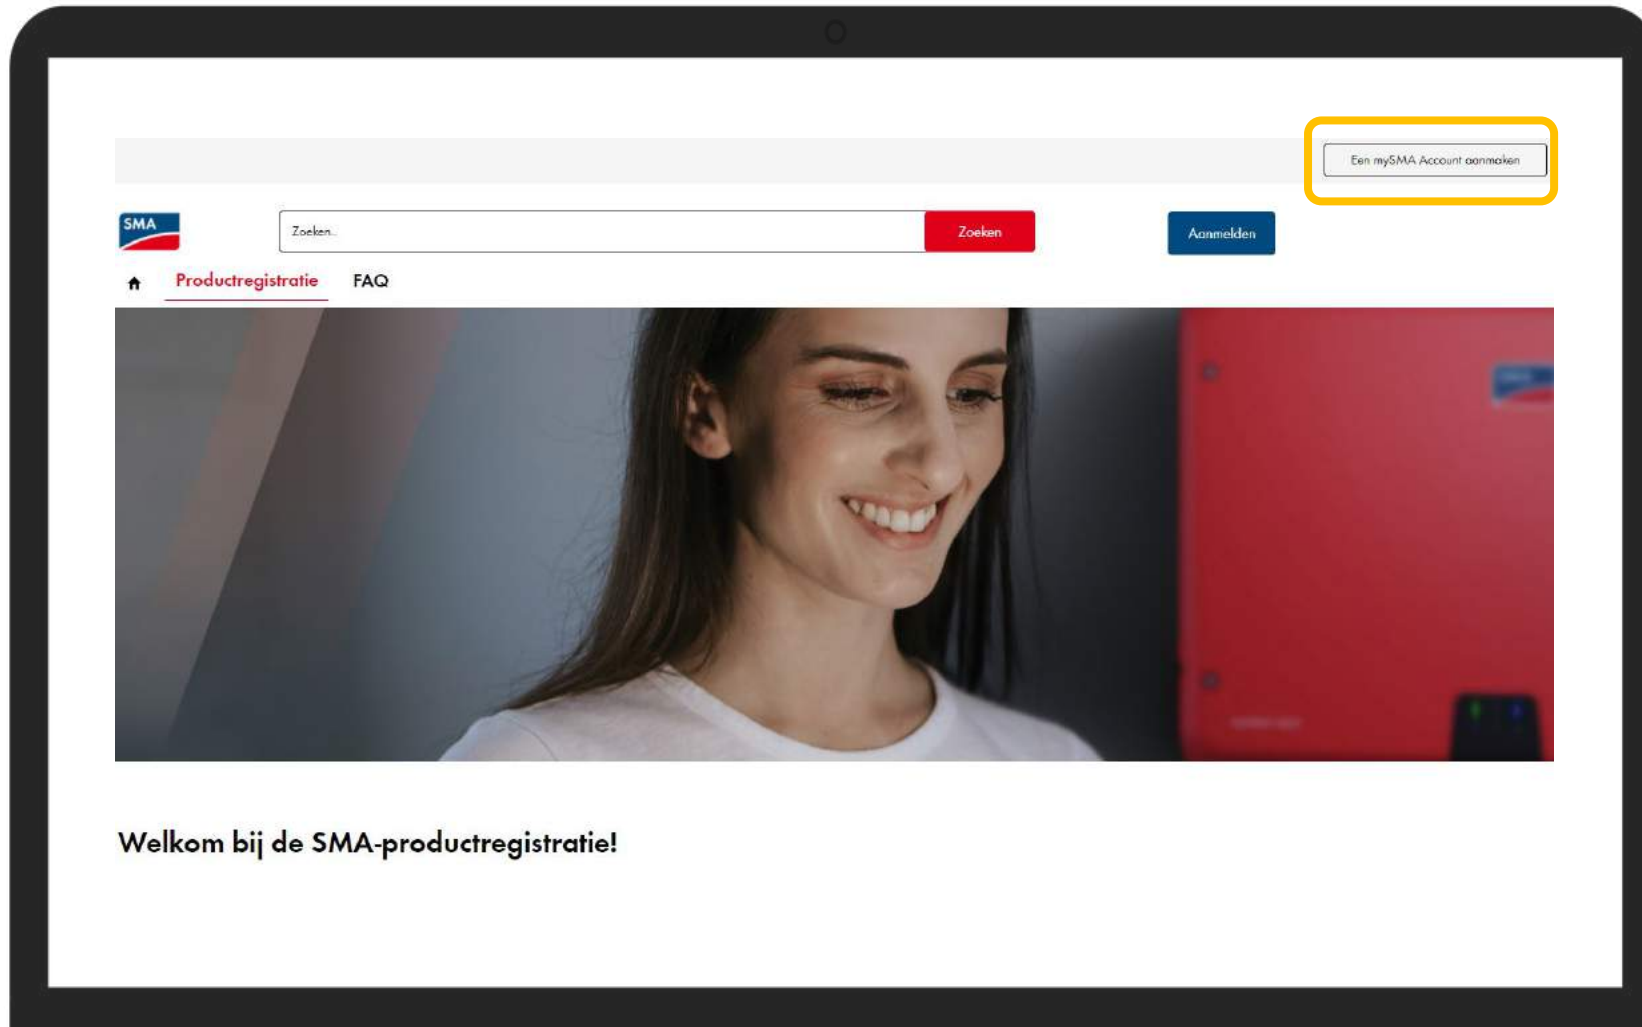 Een mySMA Account aanmaken
SMA
Zoeken..
Zoeken
Aanmelden
Productregistratie
FAQ
Welkom bij de SMA-productregistratie!